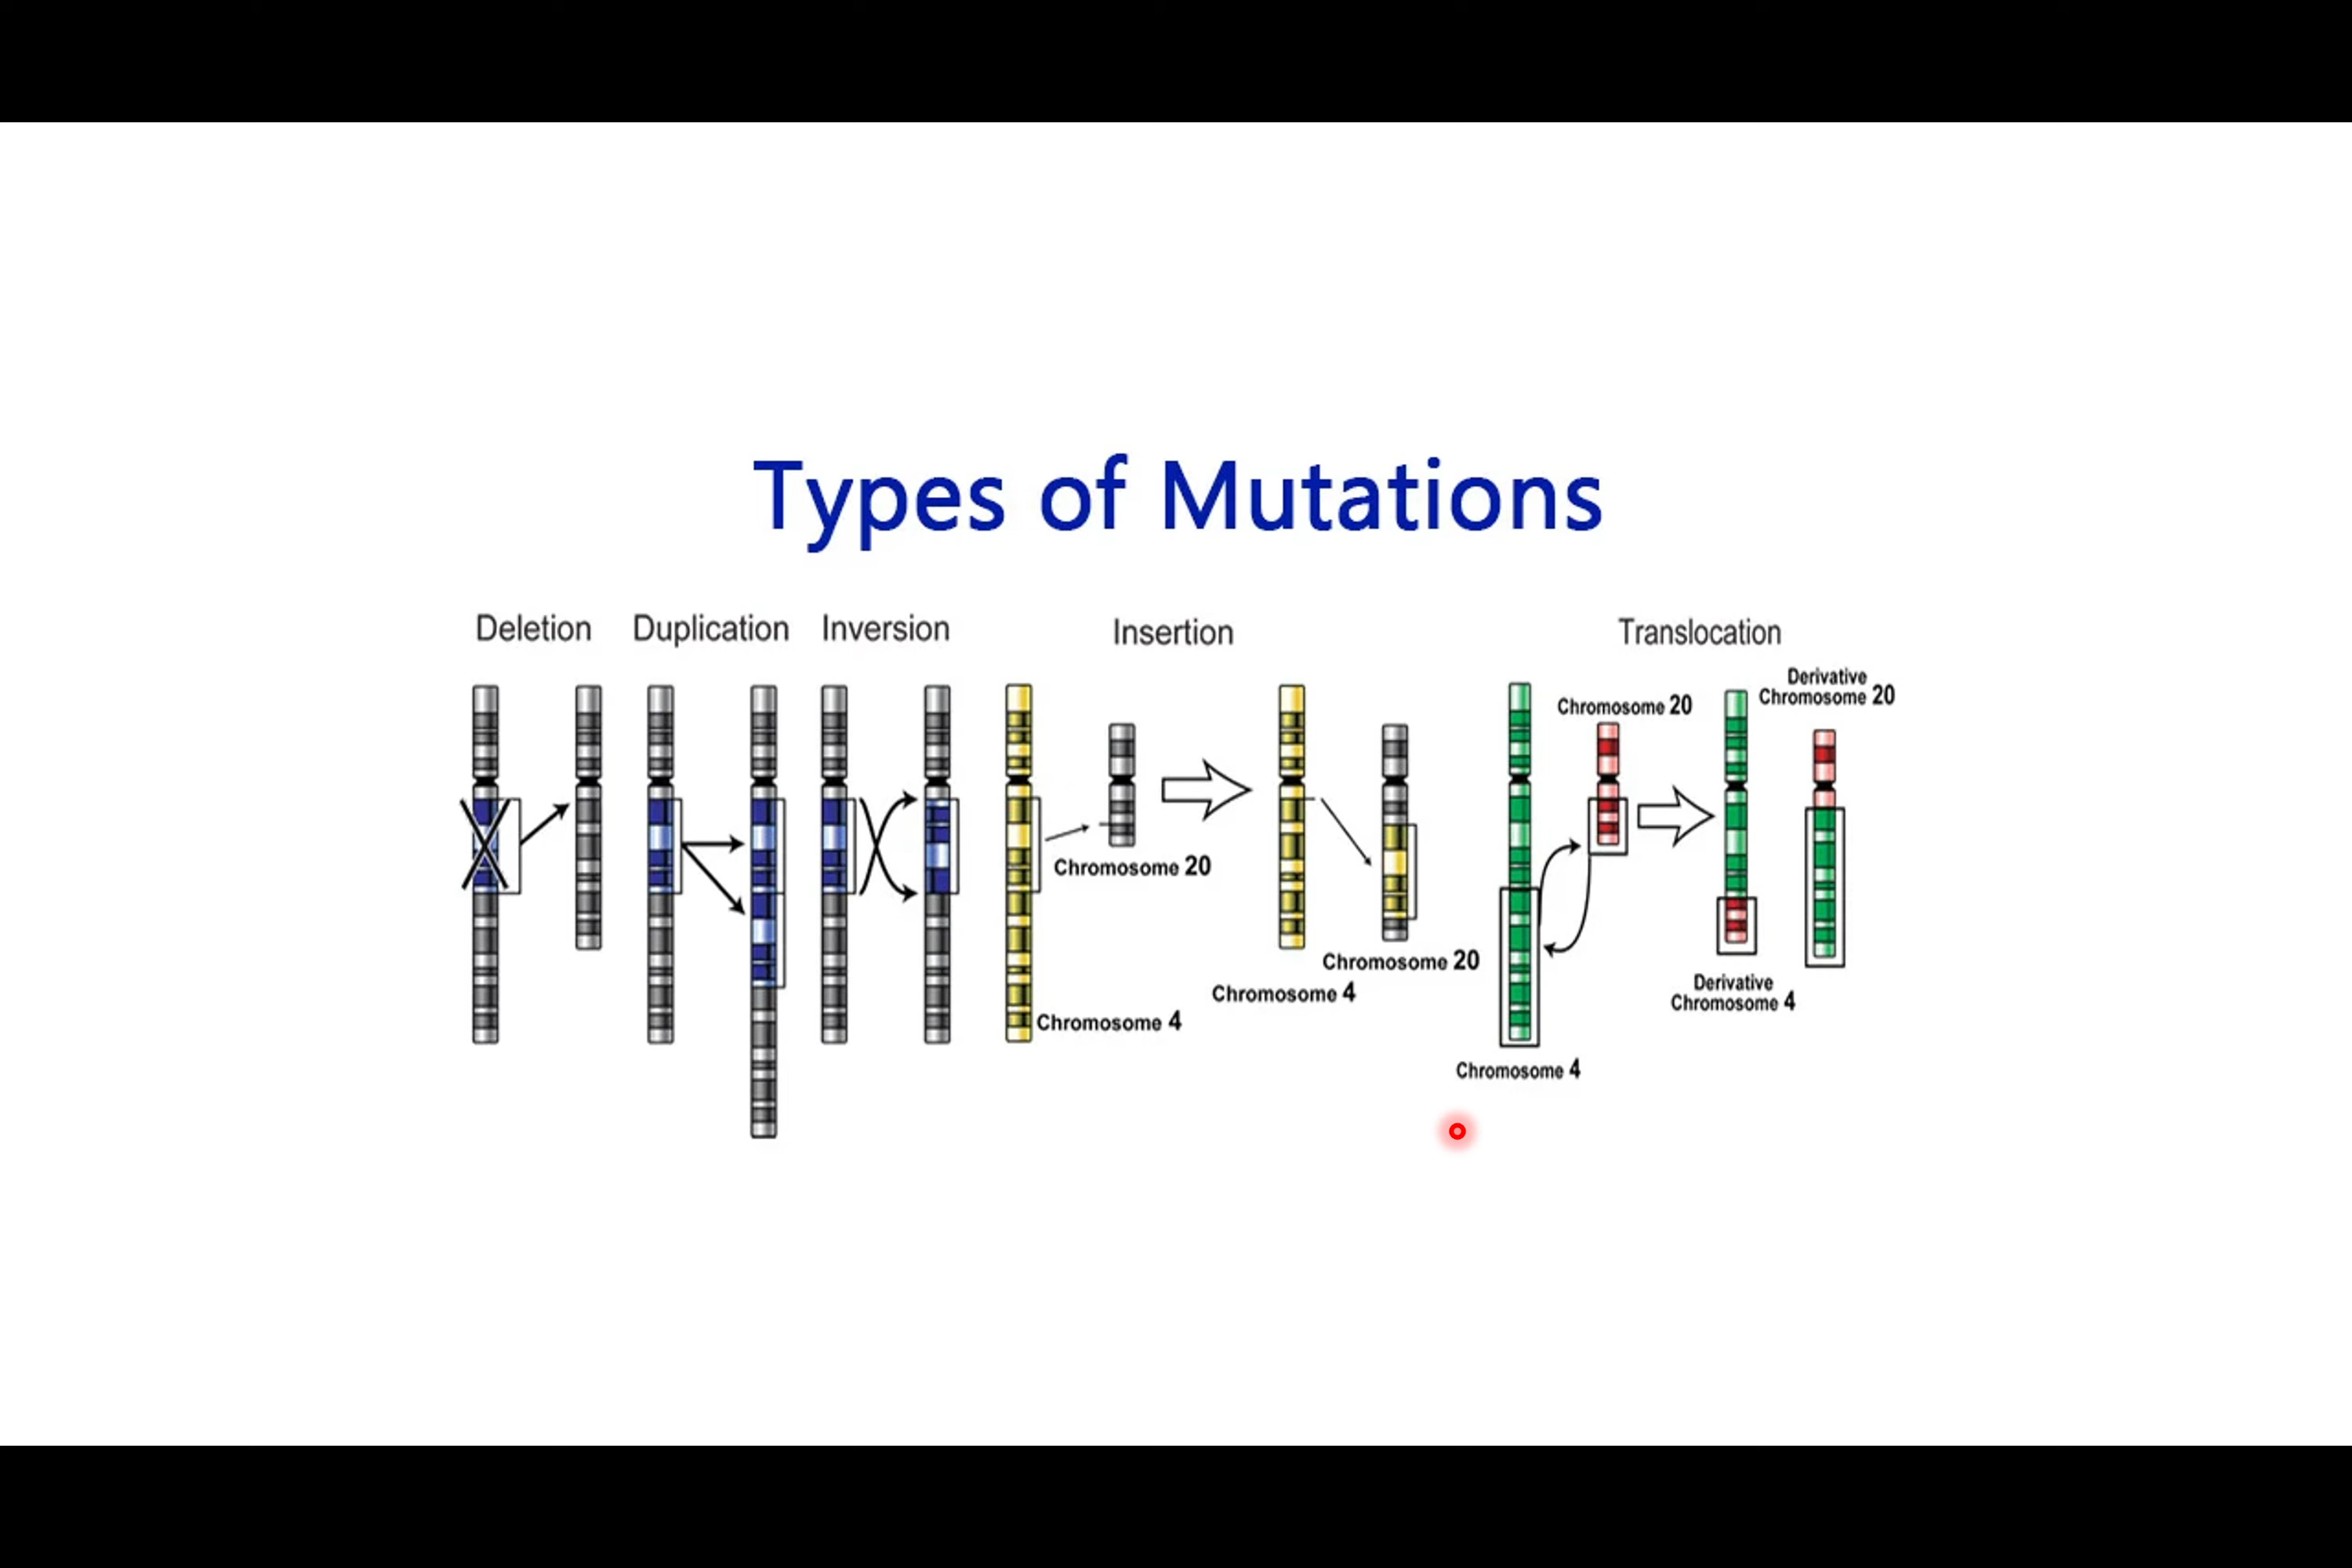 Types of Mutations
Deletion
Duplication
Inversion
Insertion
Translocation
Chromosome 4
Chromosome 20
Chromosome 4
Chromosome 20
Chromosome 4
Chromosome 20
Derivative
Chromosome 4
Derivative
Chromosome 20